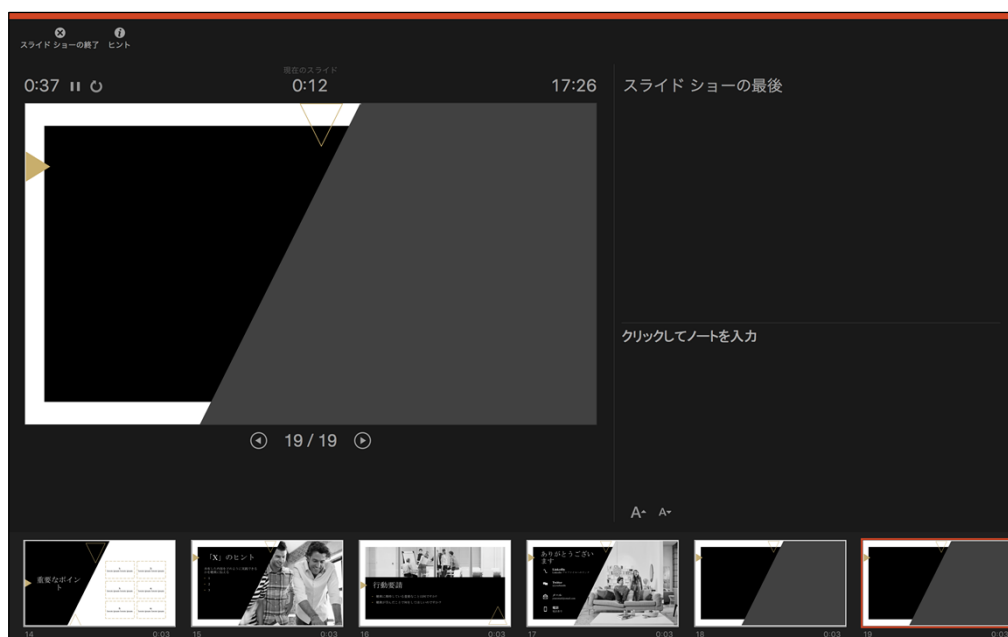 スライド ショーの終了 ヒント
現在のスライド
0:37 0:12 17:26
スライド ショーの最後
クリックしてノートを入力
19 / 19
A A
重要なポイン
ト
「X」のヒント
行動要請
ありがとうござい
ます
14 0:03 15 0:03 16 0:03 17 0:03 18 0:03 19 0:03